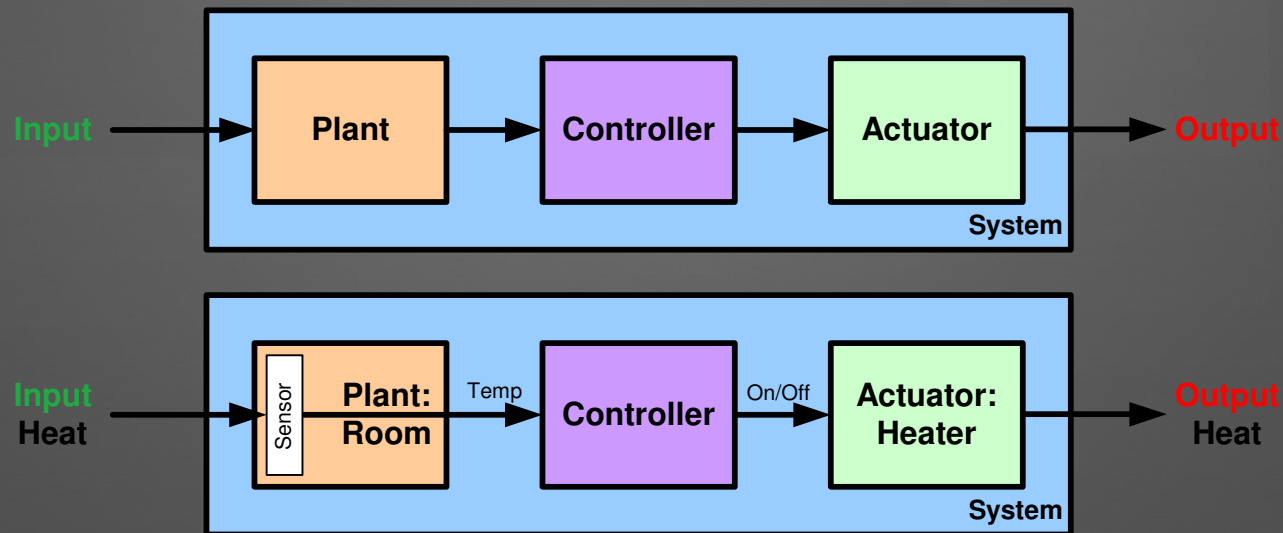 Input
Plant
Controller
Actuator
Output
System
Input
Heat
Sensor
Plant:
Room
Temp
Controller
On/Off
Actuator:
Heater
Output
Heat
System